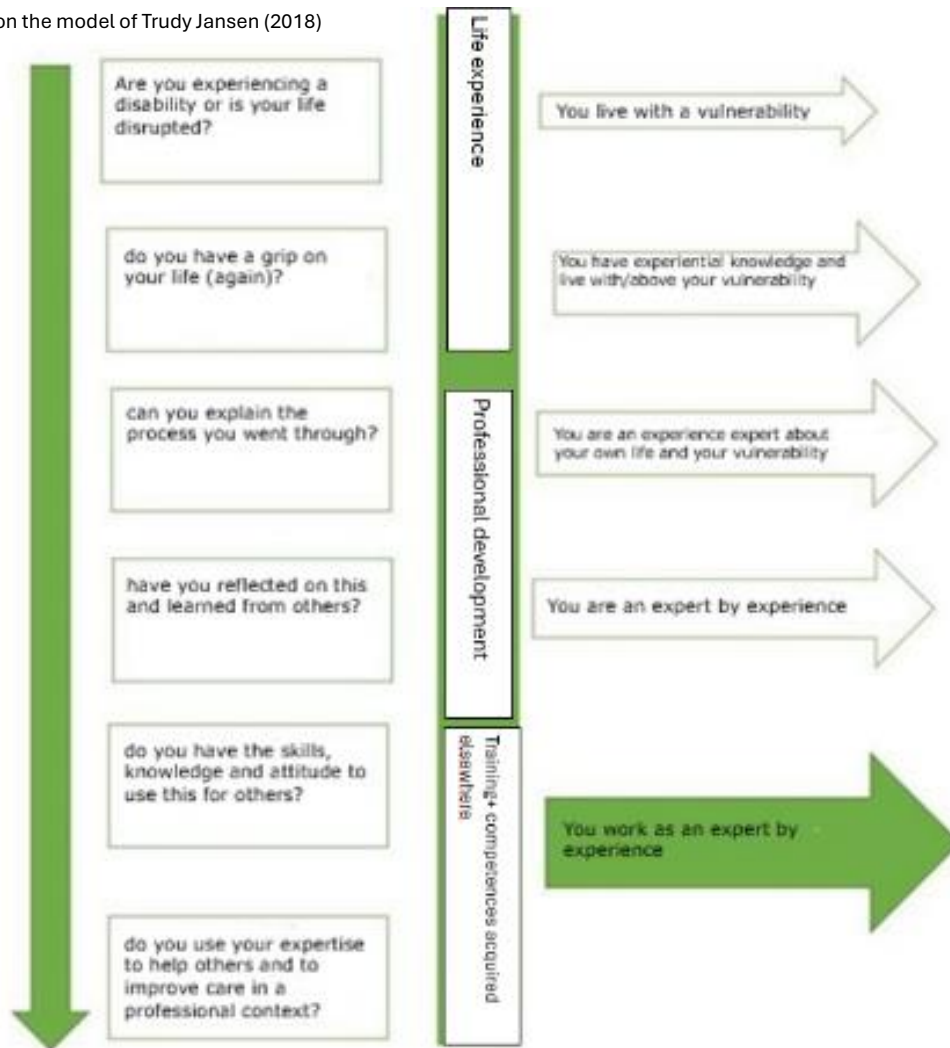 on the model of Trudy Jansen (2018)
Are you experiencing a
disability or is your life
disrupted?
Life experience
You live with a vulnerability
do you have a grip on
your life (again)?
You have experiential knowledge and
live with/above your vulnerability
can you explain the
process you went through?
Professional development
You are an experience expert about
your own life and your vulnerability
have you reflected on this
and learned from others?
You are an expert by experience
do you have the skills,
knowledge and attitude to
use this for others?
Training+ competences acquired
elsewhere
You work as an expert by
experience
do you use your expertise
to help others and to
improve care in a
professional context?